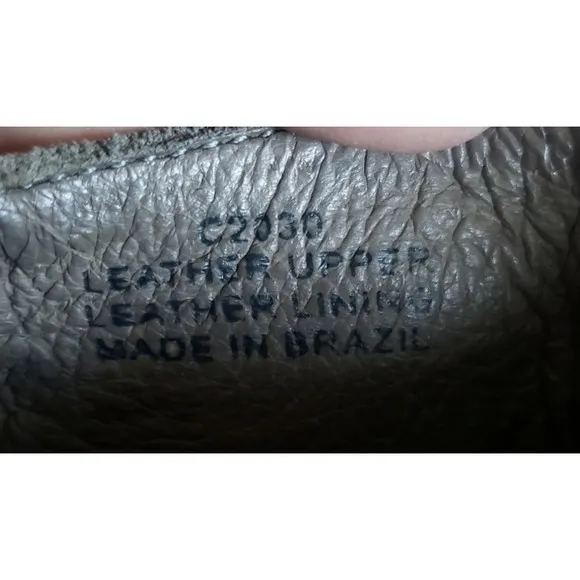 C2030
LEATHER UPPER
LEATHER LINING
MADE IN BRAZIL